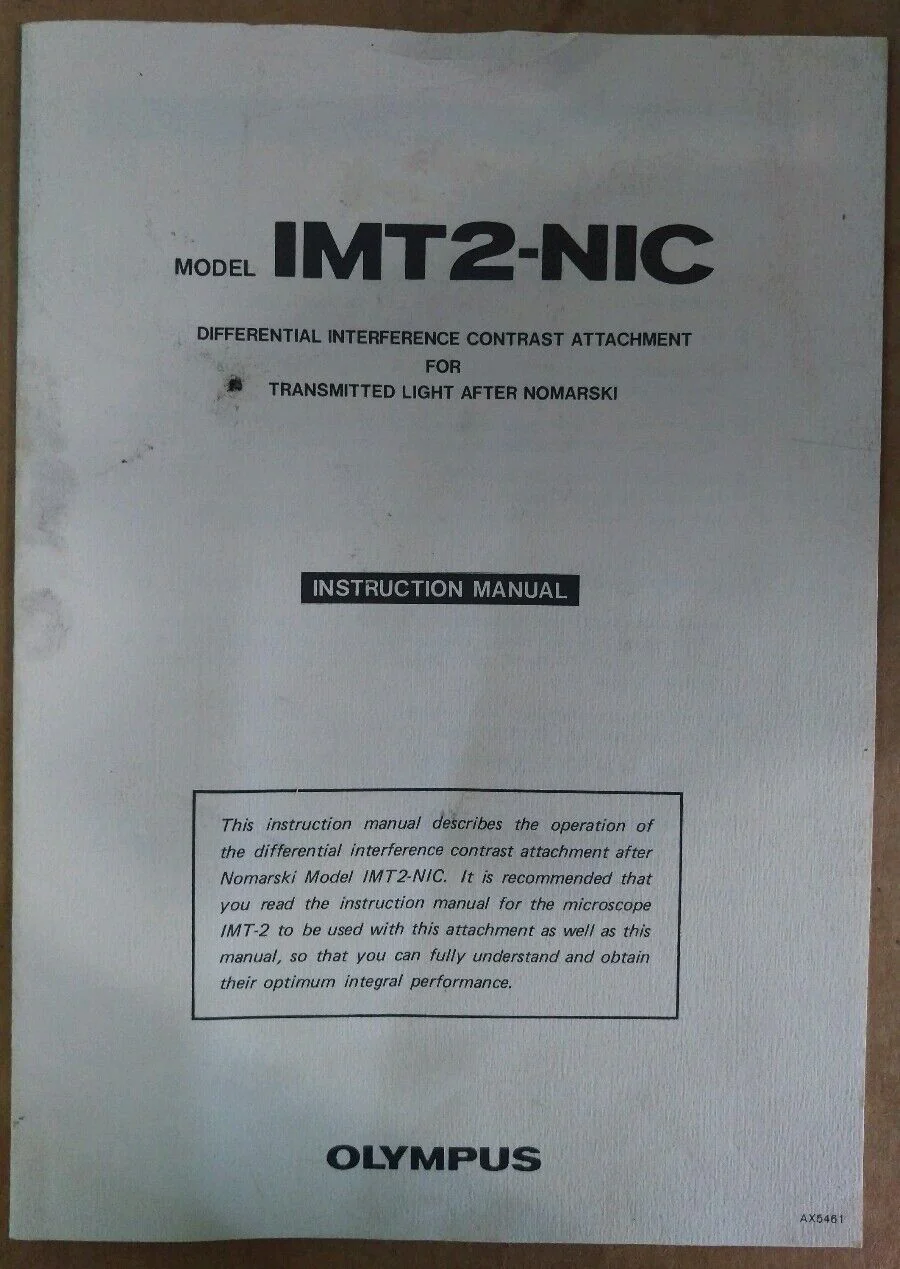 MODEL IMT2-NIC
DIFFERENTIAL INTERFERENCE CONTRAST ATTACHMENT
FOR
TRANSMITTED LIGHT AFTER NOMARSKI
INSTRUCTION MANUAL
This instruction manual describes the operation of
the differential interference contrast attachment after
Nomarski Model IMT2-NIC. It is recommended that
you read the instruction manual for the microscope
IMT-2 to be used with this attachment as well as this
manual, so that you can fully understand and obtain
their optimum integral performance.
OLYMPUS
AX5461